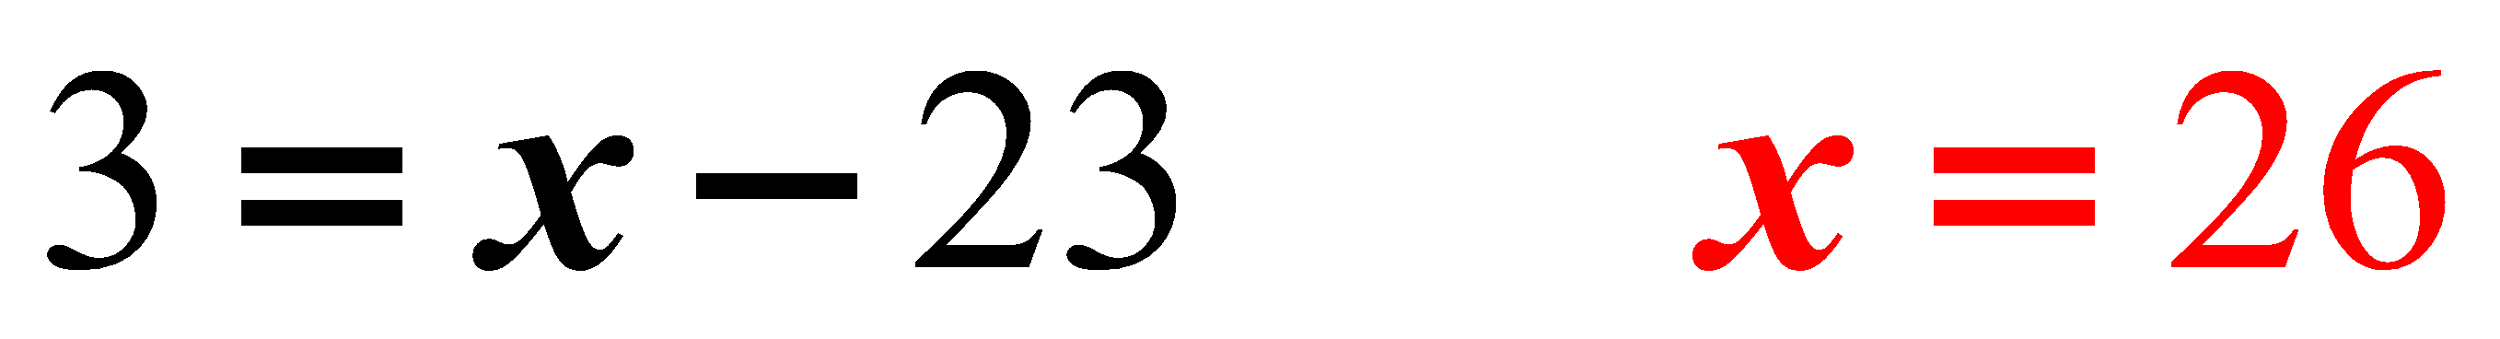 3 = x − 23 x = 26